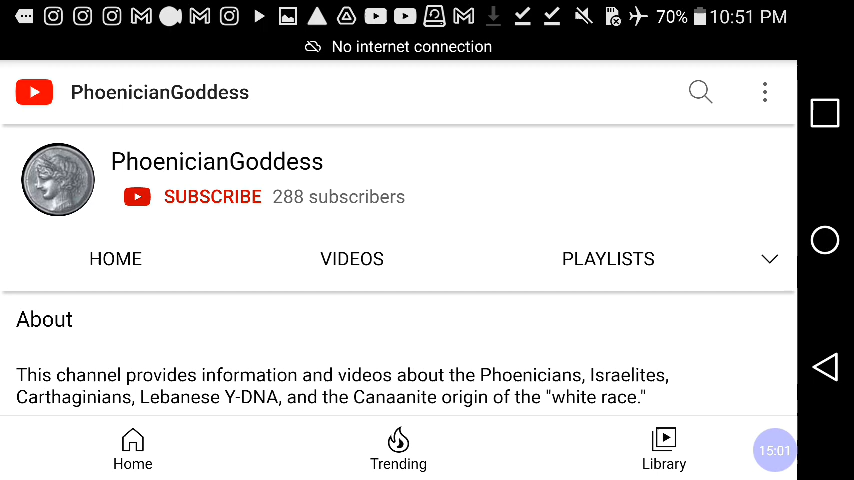 70% 10:51 PM
No internet connection
PhoenicianGoddess
PhoenicianGoddess
SUBSCRIBE 288 subscribers
HOME VIDEOS PLAYLISTS
About
This channel provides information and videos about the Phoenicians, Israelites,
Carthaginians, Lebanese Y-DNA, and the Canaanite origin of the "white race."
Home Trending Library
15:01